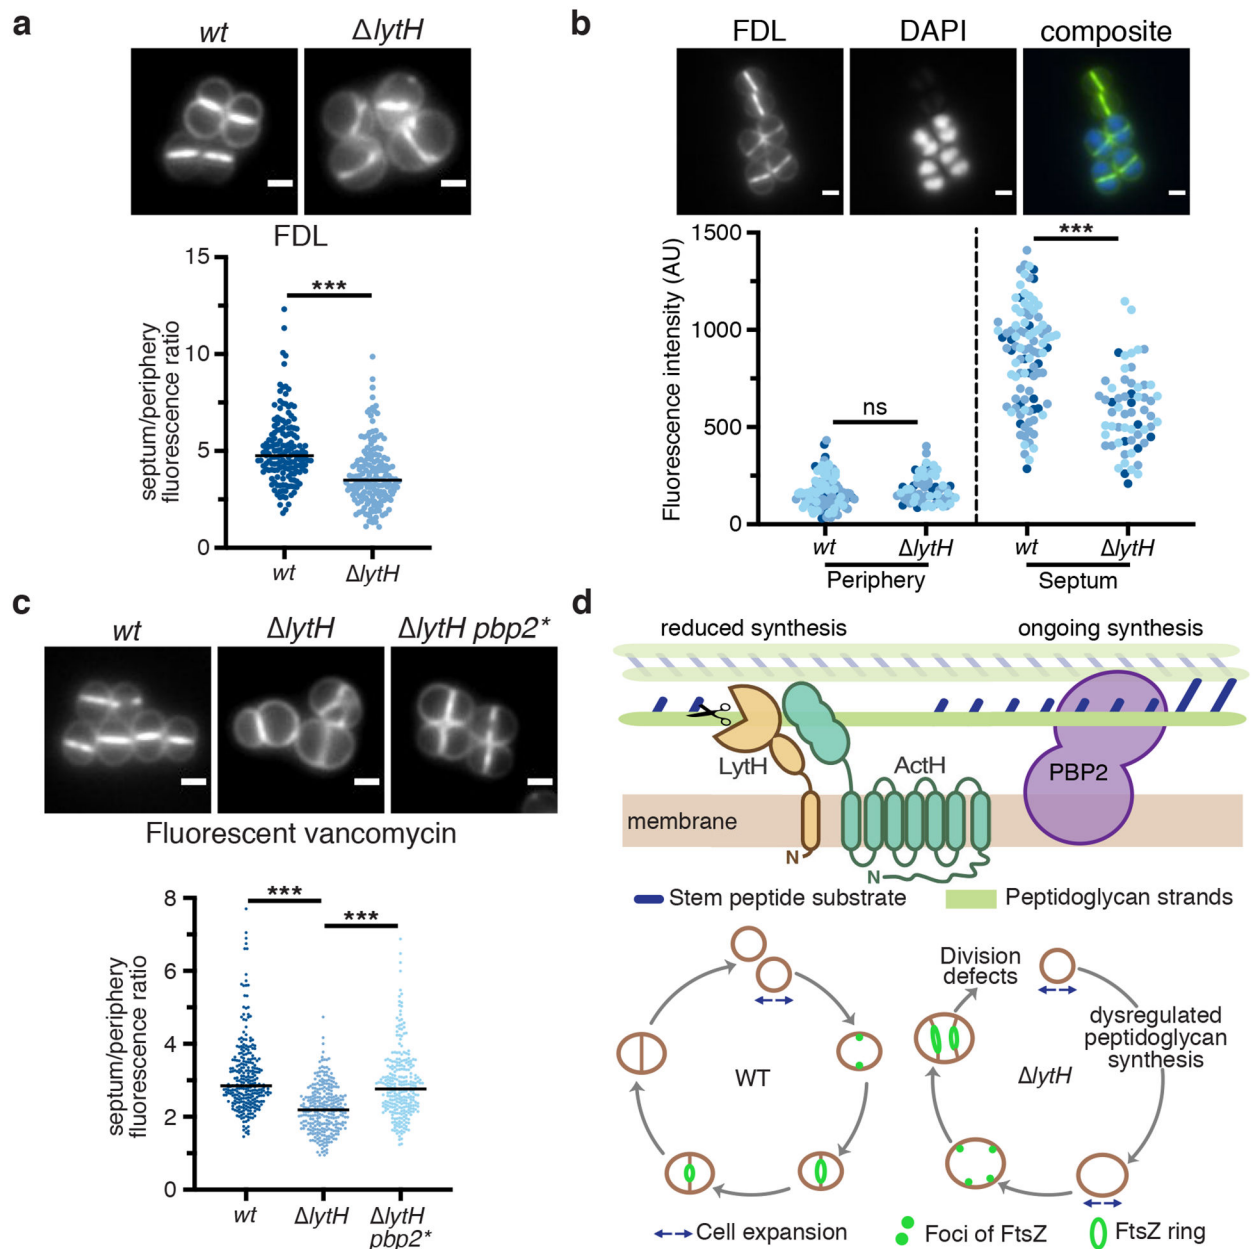 a
wt
ΔlytH
FDL
15
10
5
0
septum/periphery
fluorescence ratio
***
wt
ΔlytH
b
FDL
DAPI
composite
1500
1000
500
0
Fluorescence intensity (AU)
ns
***
wt
ΔlytH
wt
ΔlytH
Periphery
Septum
c
wt
ΔlytH
ΔlytH pbp2*
Fluorescent vancomycin
8
6
4
2
0
septum/periphery
fluorescence ratio
***
***
wt
ΔlytH
ΔlytH
pbp2*
d
reduced synthesis
ongoing synthesis
LytH
ActH
PBP2
membrane
N
N
Stem peptide substrate
Peptidoglycan strands
WT
Division
defects
dysregulated
peptidoglycan
synthesis
ΔlytH
Cell expansion
Foci of FtsZ
FtsZ ring